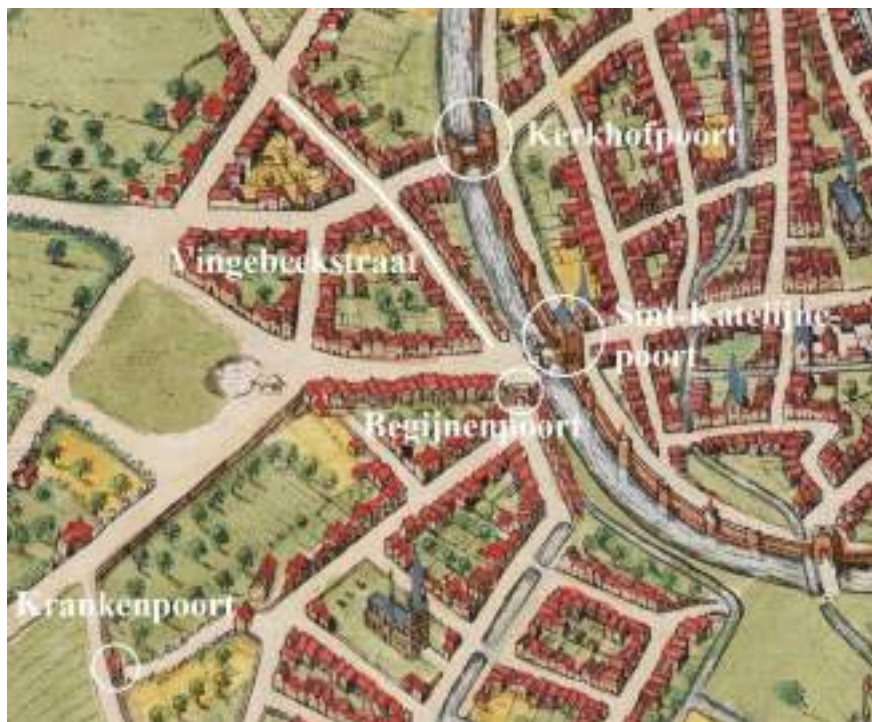 Kerkhofpoort
Vingebeekstraat
Sint-Katelijne-
poort
Begijnenpoort
Krankenpoort